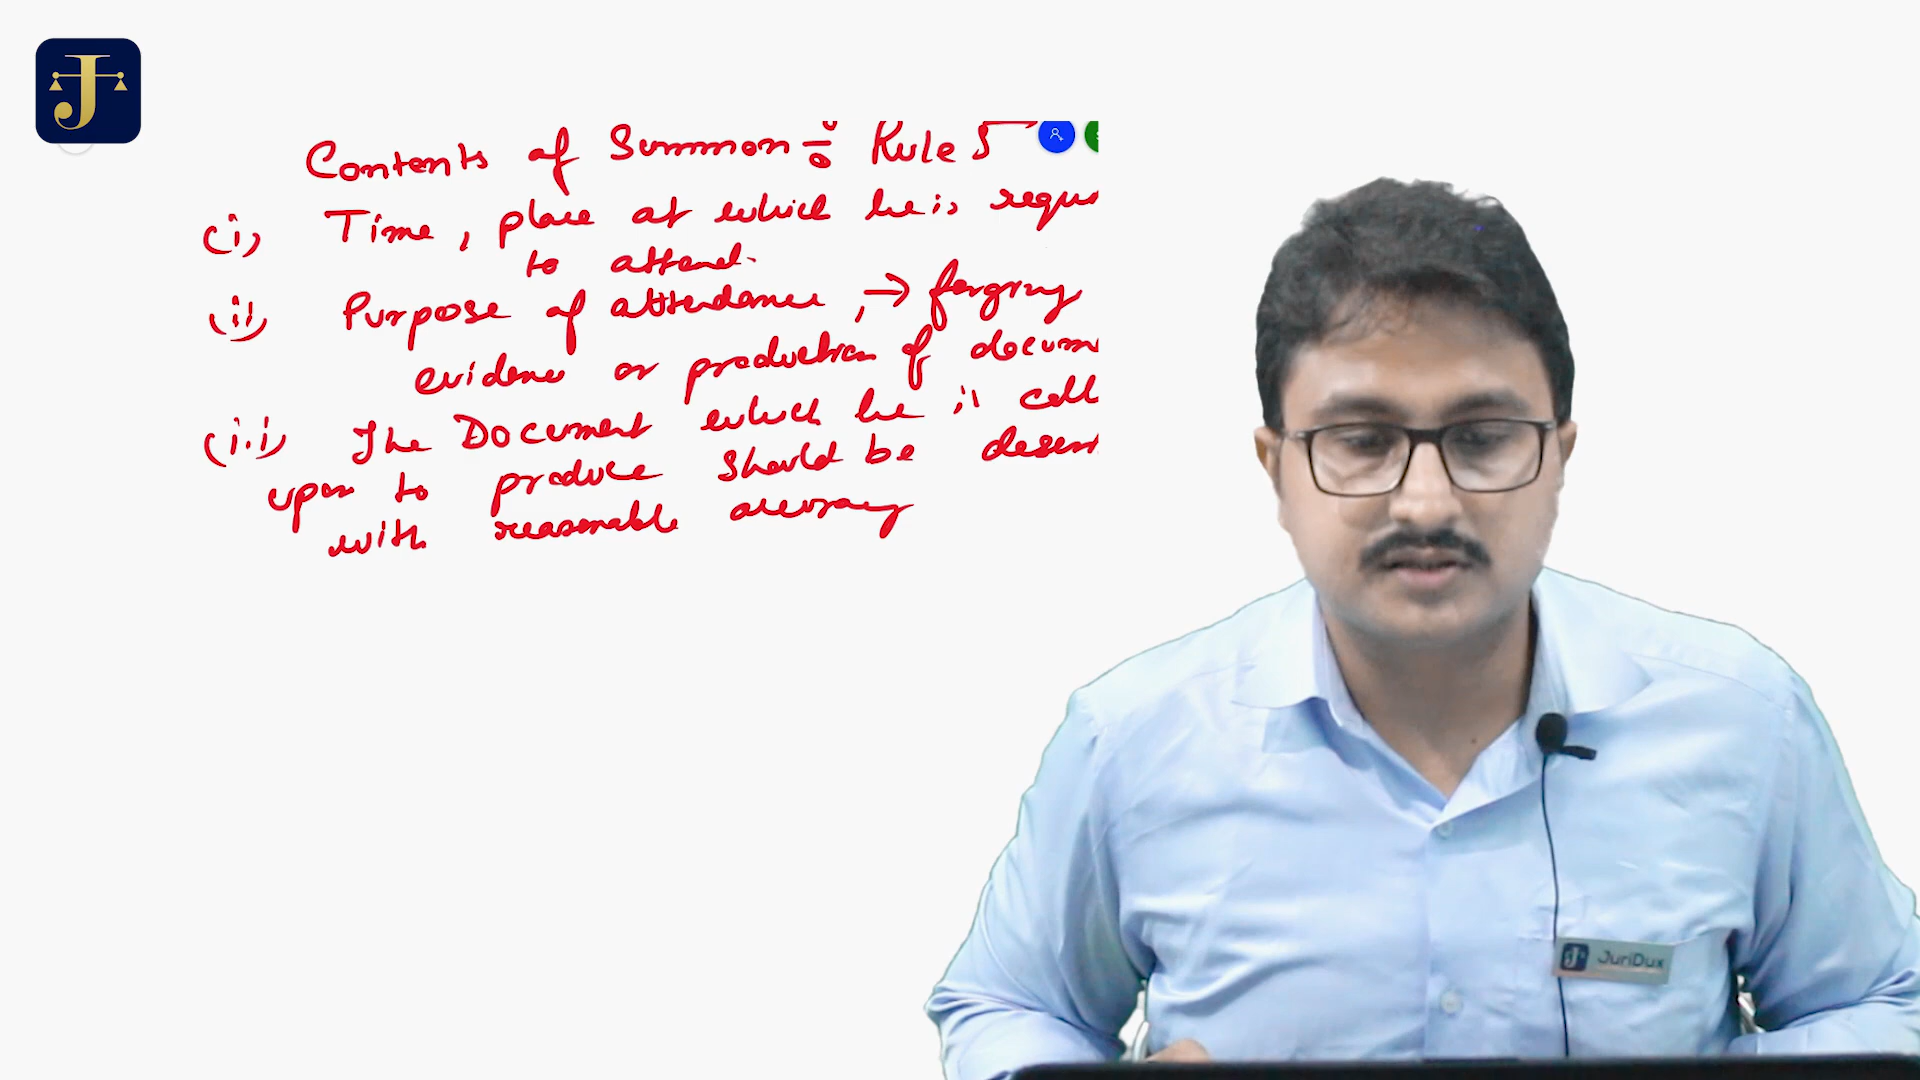 Contents of Summon :- Rule 5
(i) Time, place at which he is requ
to attend.
(ii) Purpose of attendance, →
evidence or production of docum
(iii) The Document which he is call
upon to produce should be
with reasonable accuracy
J
JuriDux